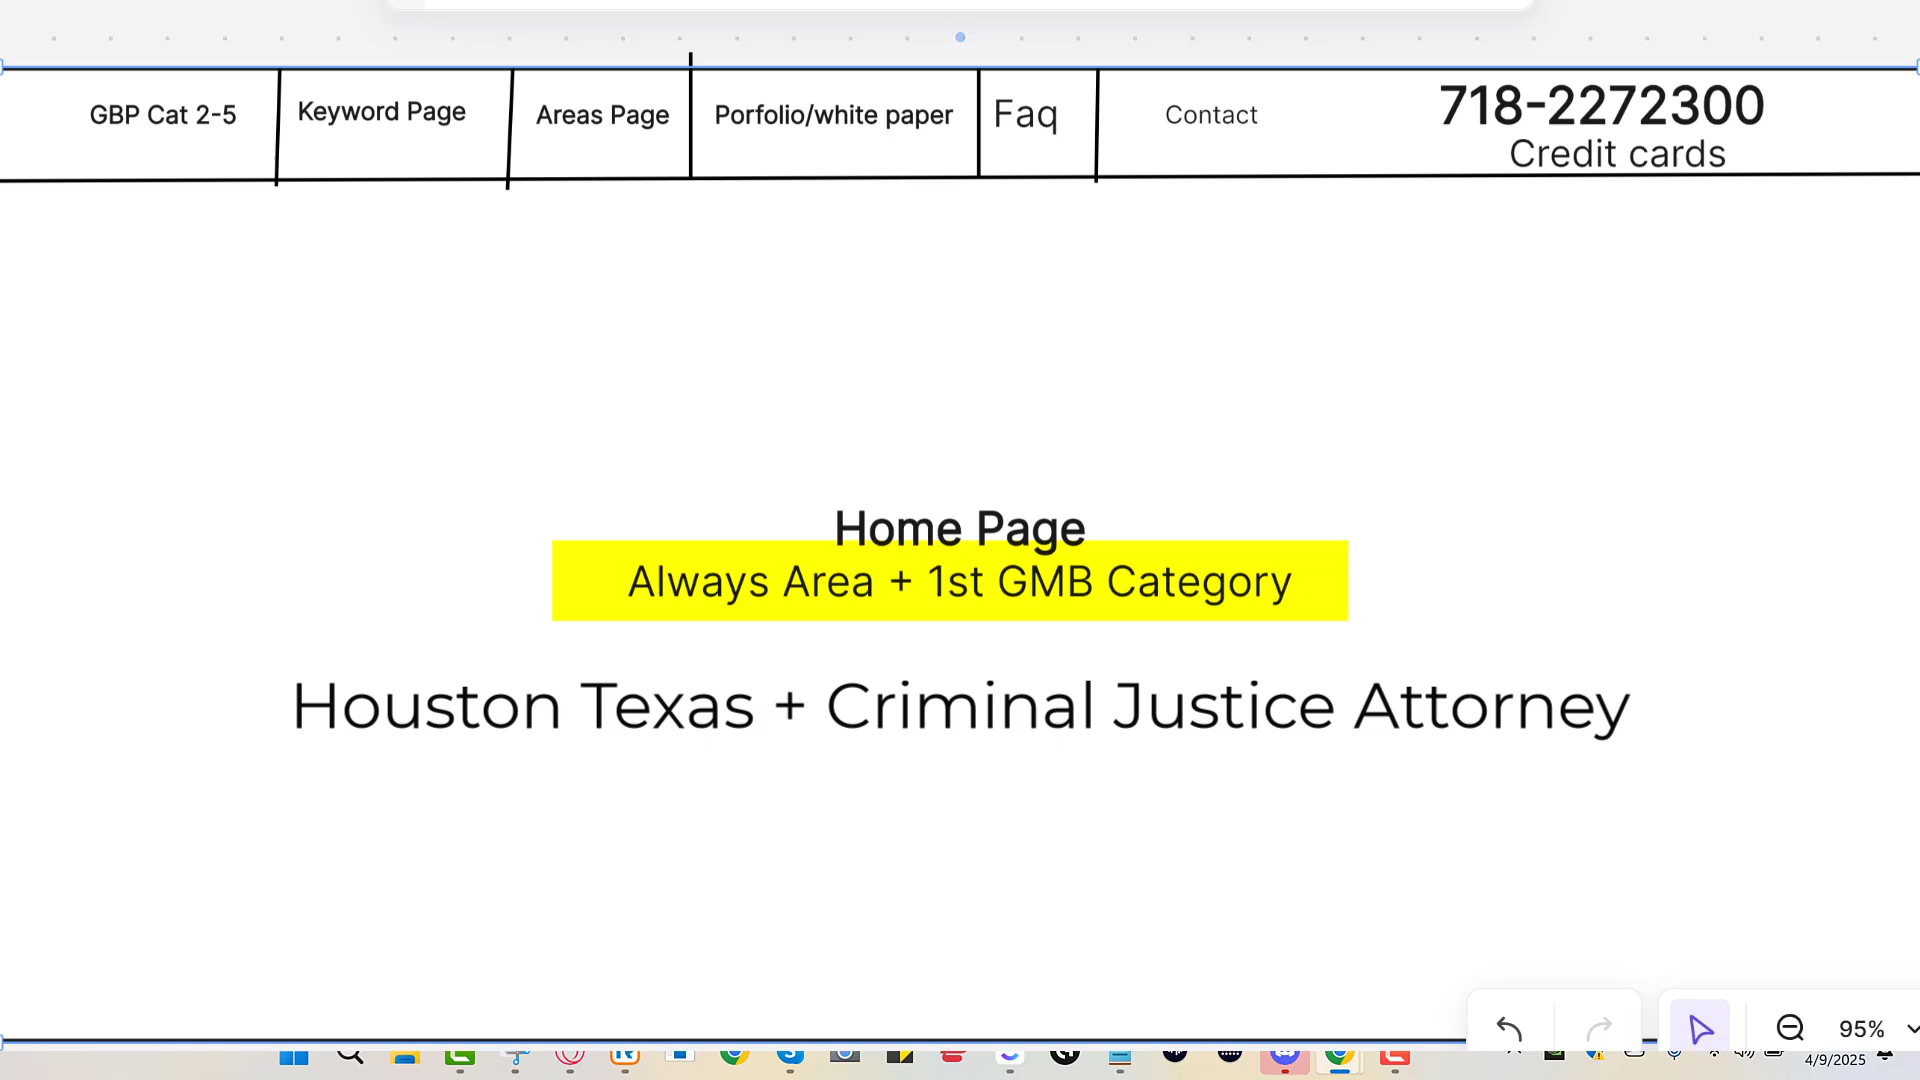 GBP Cat 2-5
Keyword Page
Areas Page
Porfolio/white paper
Faq
Contact
718-2272300
Credit cards
Home Page
Always Area + 1st GMB Category
Houston Texas + Criminal Justice Attorney
95%
4/9/2025